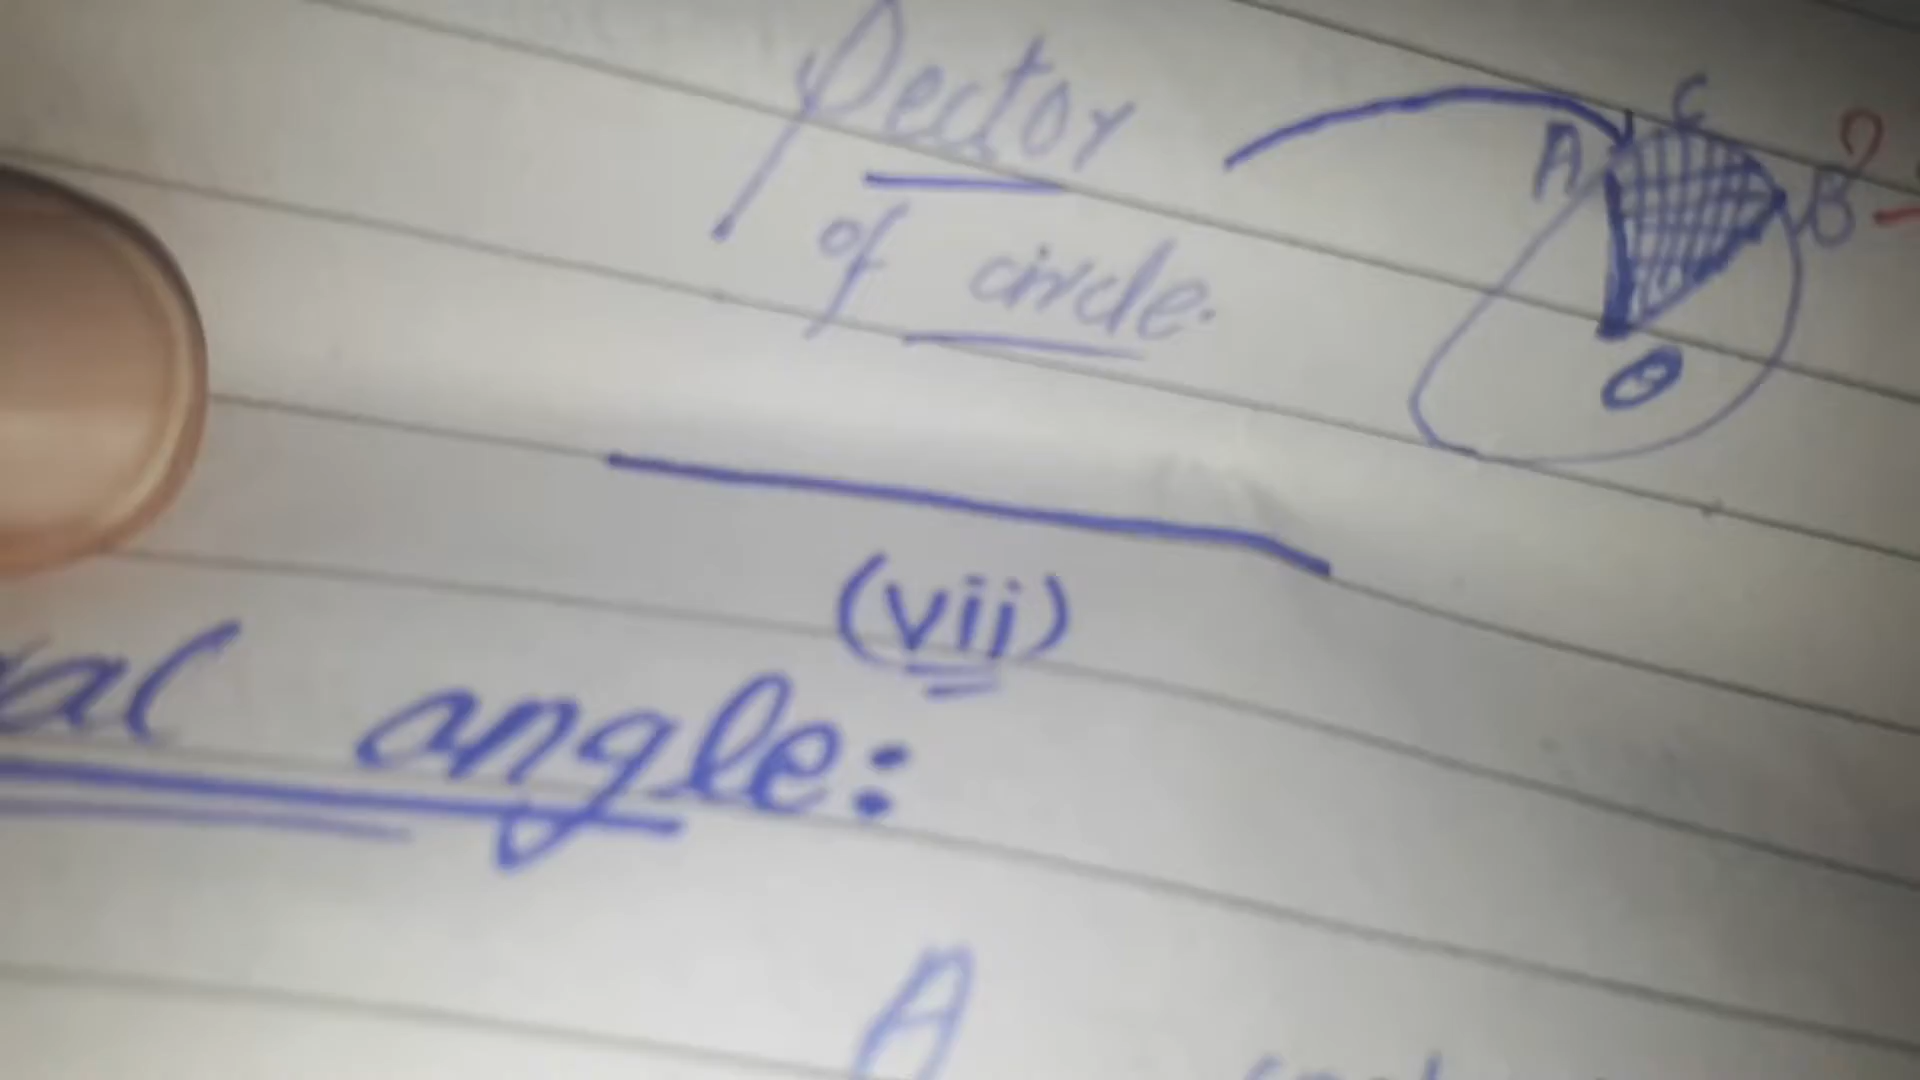 Sector
of circle.
A
C
B
?
O
(vii)
angle:
A